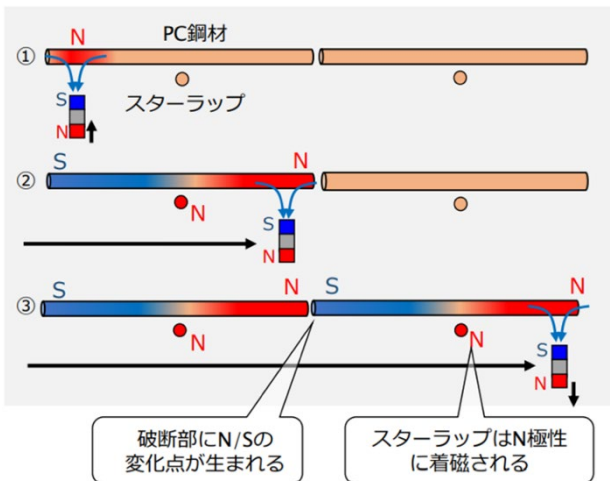 PC鋼材
① N
スターラップ
S
N
S N
②
N
S
N
S N S N
③
N N
S
N
破断部にN/Sの
変化点が生まれる
スターラップはN極性
に着磁される